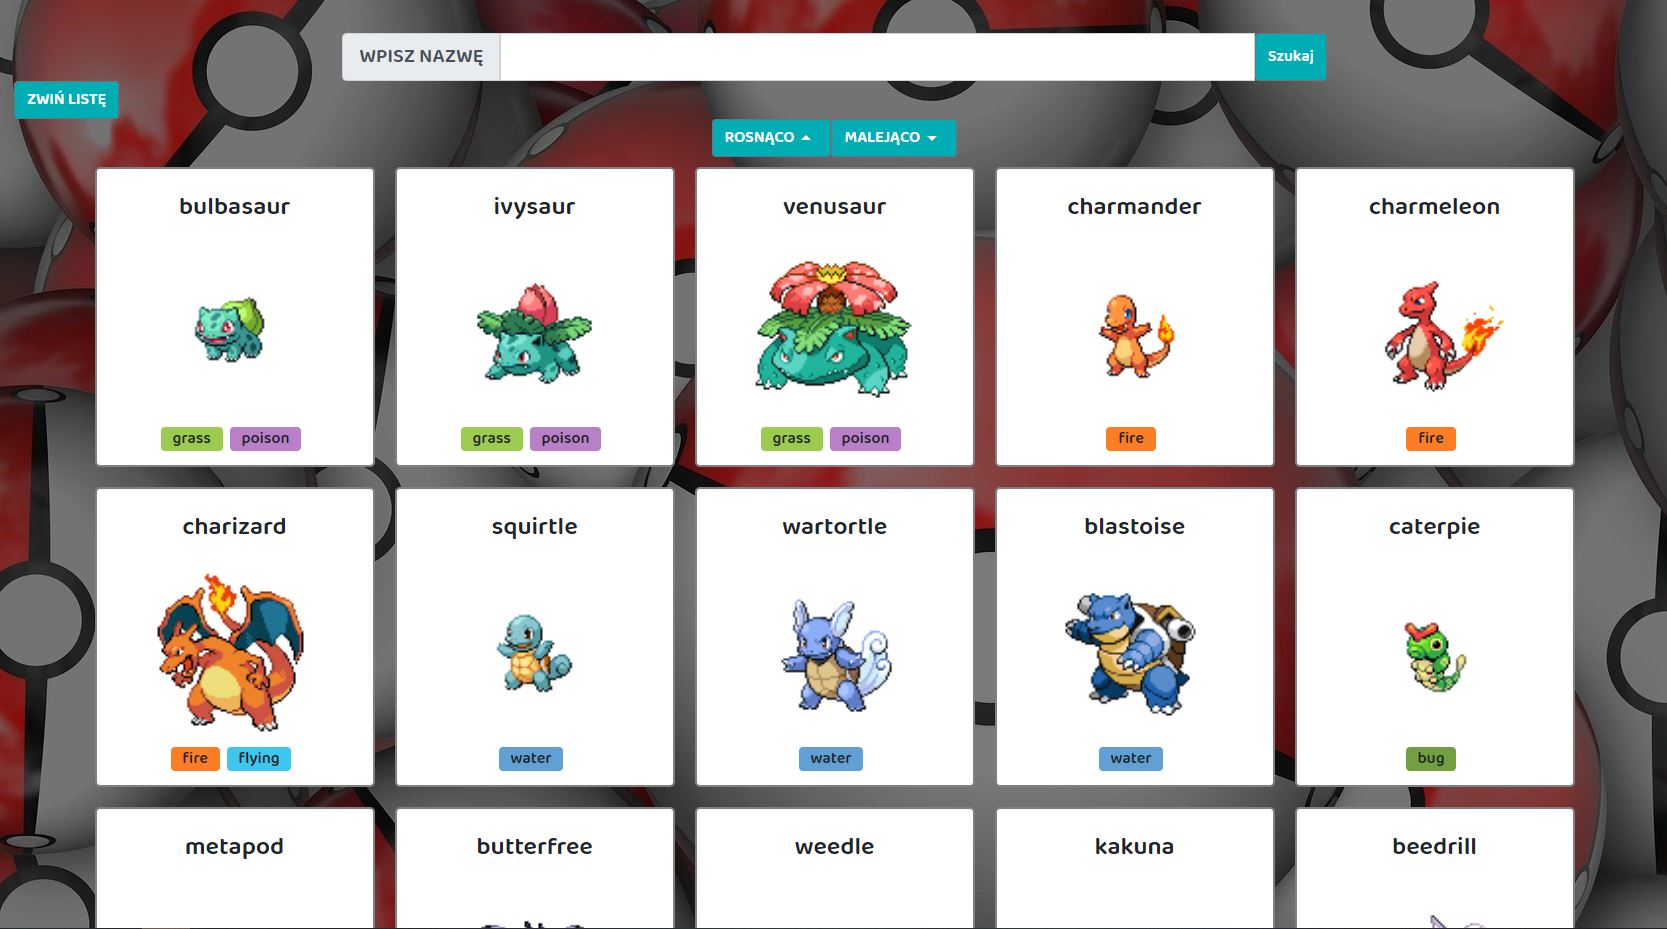 WPISZ NAZWĘ Szukaj
ZWIŃ LISTĘ
ROSNĄCO MALEJĄCO
bulbasaur ivysaur venusaur charmander charmeleon
grass poison grass poison grass poison fire fire
charizard squirtle wartortle blastoise caterpie
fire flying water water water bug
metapod butterfree weedle kakuna beedrill